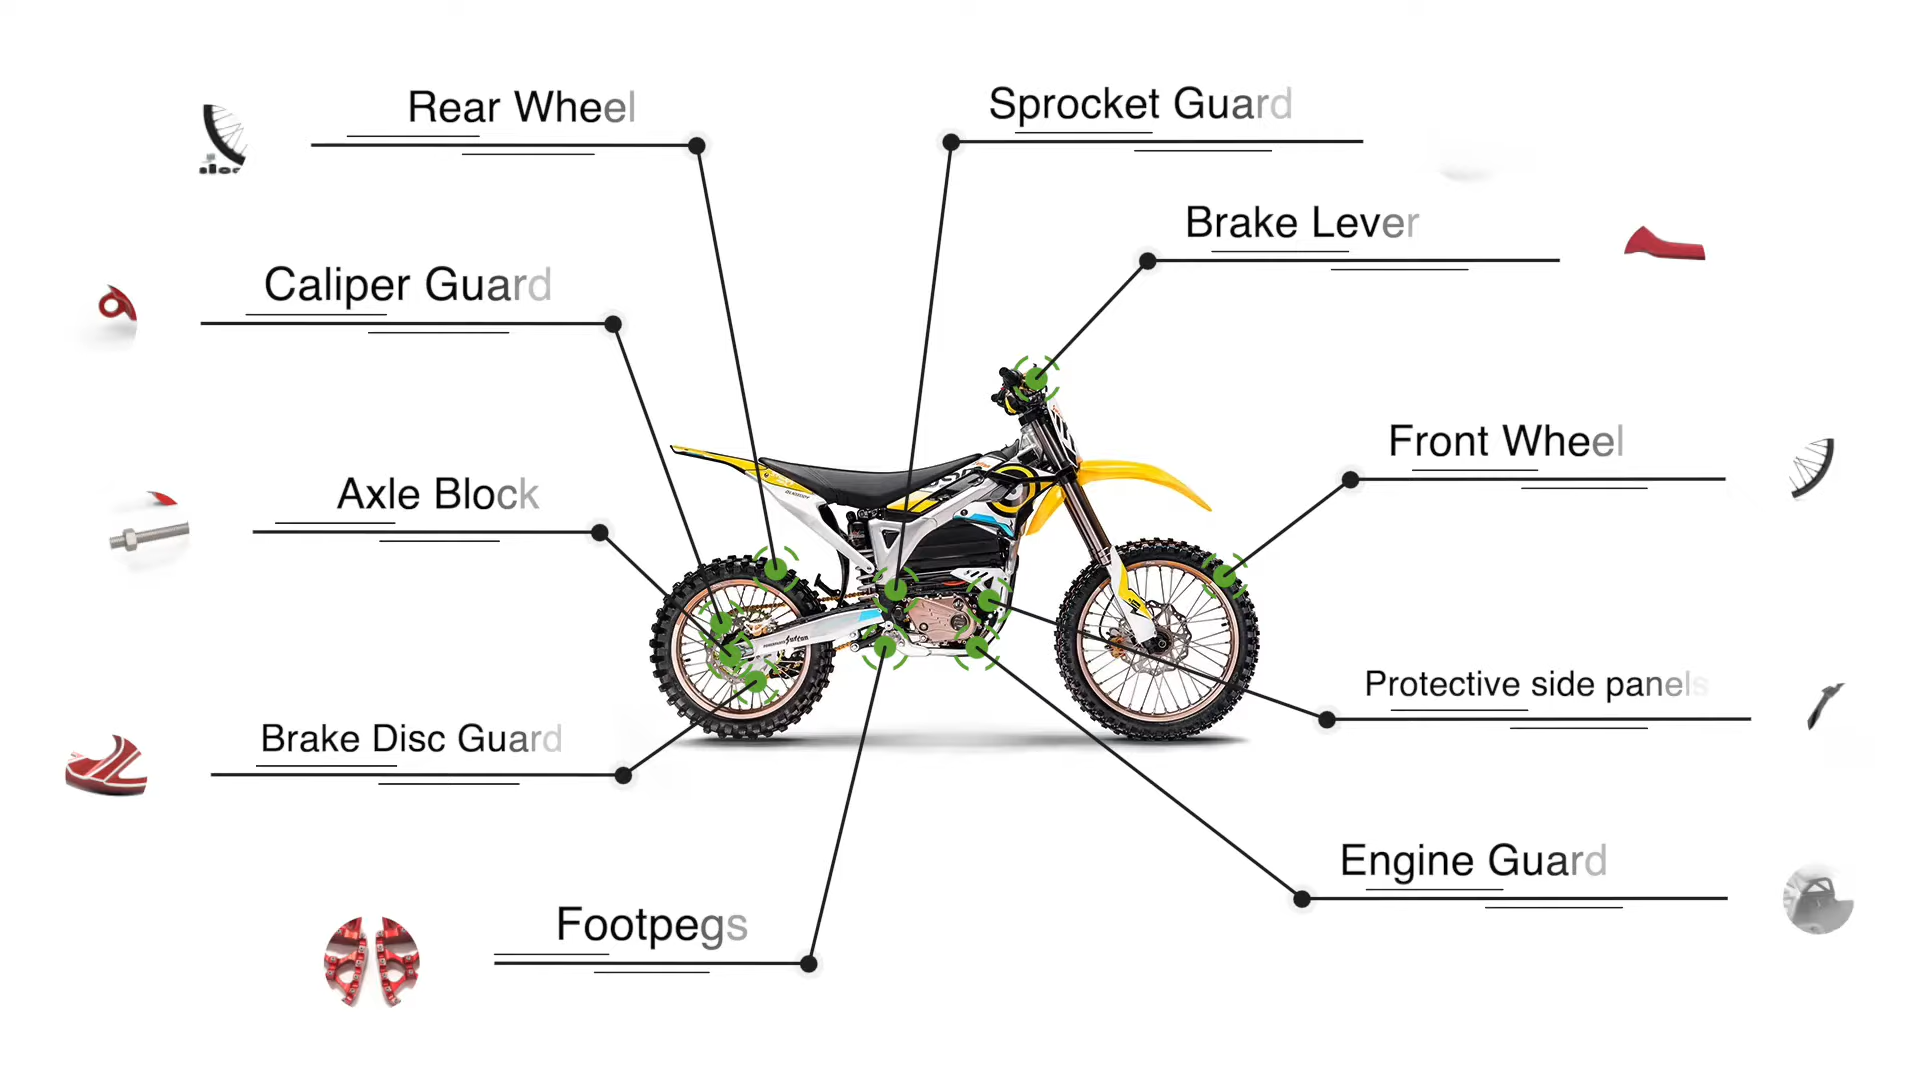 Rear Wheel
Sprocket Guard
Brake Lever
Caliper Guard
Front Wheel
Axle Block
Protective side panels
Brake Disc Guard
Engine Guard
Footpegs